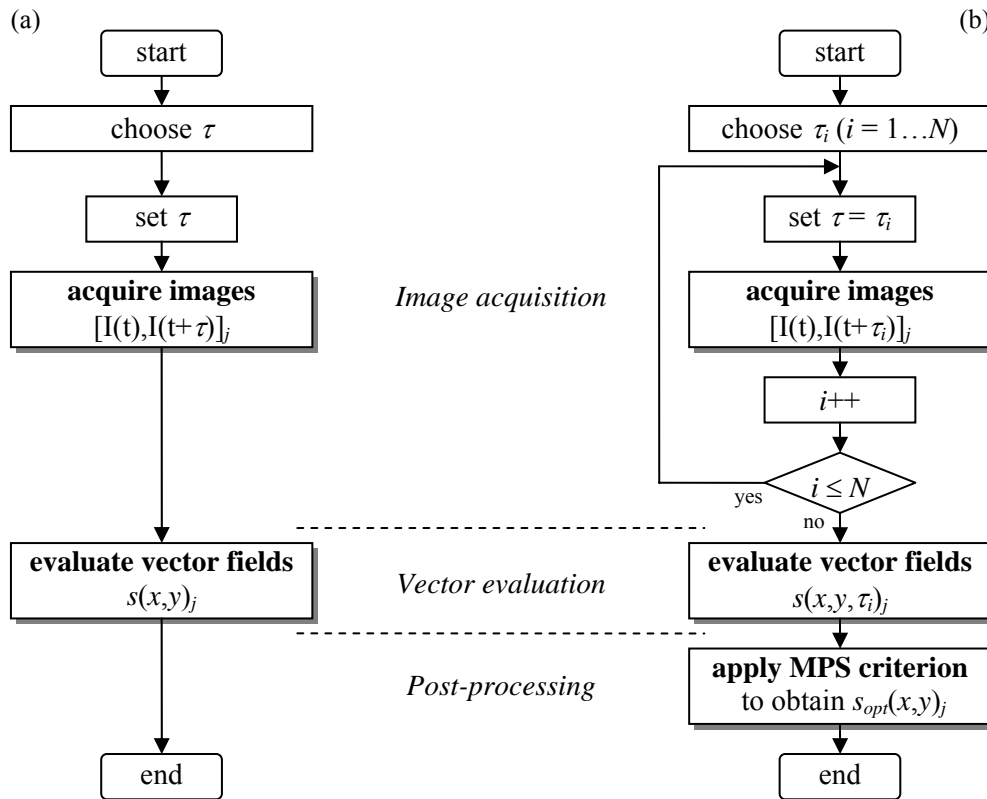 (a)
start
choose τ
set τ
acquire images
[I(t),I(t+τ)]j
evaluate vector fields
s(x,y)j
end
Image acquisition
Vector evaluation
Post-processing
(b)
start
choose τi (i = 1…N)
set τ = τi
acquire images
[I(t),I(t+τi)]j
i++
i ≤ N
yes
no
evaluate vector fields
s(x,y,τi)j
apply MPS criterion
to obtain sopt(x,y)j
end